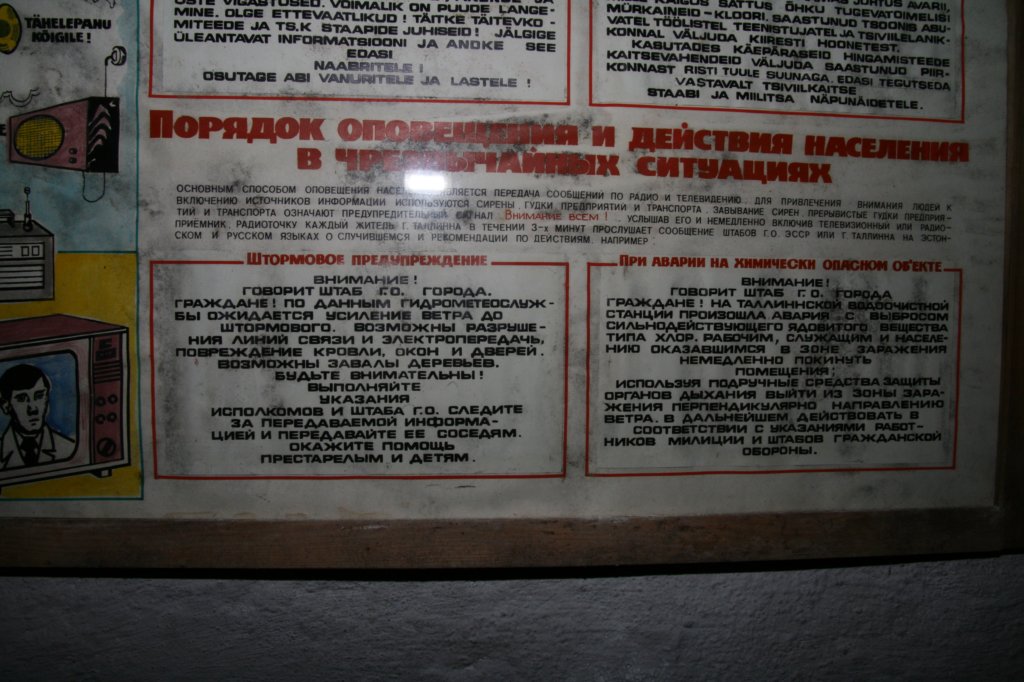 TÄHELEPANU
KÕIGILE!
OSTE VIGASTUSED. VÕIMALIK ON PUUDE LANGE-
MINE. OLGE ETTEVAATLIKUD! TÄITKE TÄITEVKO-
MITEEDE JA TS.K STAAPIDE JUHISEID! JÄLGIGE
ÜLEANTAVAT INFORMATSIOONI JA ANDKE SEE
EDASI
NAABRITELE!
OSUTAGE ABI VANURITELE JA LASTELE!
SATTUS ÕHKU TUGEVATOIMELISI
MÜRKAINEID-KLOORI. SAASTUNUD TSOONIS ASU-
VATEL TÖÖLISTEL, TEENISTUJATEL JA TSIVIILELANIK-
KONNAL VÄLJUDA KIIRESTI HOONETEST.
KASUTADES KÄEPÄRASEID HINGAMISTEEDE
KAITSEVAHENDEID VÄLJUDA SAASTUNUD PIIR-
KONNAST RISTI TUULE SUUNAGA. EDASI TEGUTSEDA
VASTAVALT TSIVIILKAITSE
STAABI JA MIILITSA NÄPUNÄIDETELE.
ПОРЯДОК ОПОВЕЩЕНИЯ И ДЕЙСТВИЯ НАСЕЛЕНИЯ
В ЧРЕЗВЫЧАЙНЫХ СИТУАЦИЯХ
ОСНОВНЫМ СПОСОБОМ ОПОВЕЩЕНИЯ НАСЕЛЕНИЯ ЯВЛЯЕТСЯ ПЕРЕДАЧА СООБЩЕНИЙ ПО РАДИО И ТЕЛЕВИДЕНИЮ. ДЛЯ ПРИВЛЕЧЕНИЯ ВНИМАНИЯ ЛЮДЕЙ К
ВКЛЮЧЕНИЮ ИСТОЧНИКОВ ИНФОРМАЦИИ ИСПОЛЬЗУЮТСЯ СИРЕНЫ, ГУДКИ ПРЕДПРИЯТИЙ И ТРАНСПОРТА. ЗАВЫВАНИЕ СИРЕН, ПРЕРЫВИСТЫЕ ГУДКИ ПРЕДПРИЯ-
ТИЙ И ТРАНСПОРТА ОЗНАЧАЮТ ПРЕДУПРЕДИТЕЛЬНЫЙ СИГНАЛ „ВНИМАНИЕ ВСЕМ!". УСЛЫШАВ ЕГО И НЕМЕДЛЕННО ВКЛЮЧИВ ТЕЛЕВИЗИОННЫЙ ИЛИ РАДИО-
ПРИЕМНИК, РАДИОТОЧКУ КАЖДЫЙ ЖИТЕЛЬ Г. ТАЛЛИННА В ТЕЧЕНИИ 3-х МИНУТ ПРОСЛУШАЕТ СООБЩЕНИЕ ШТАБОВ Г.О. ЭССР ИЛИ Г. ТАЛЛИННА НА ЭСТОН-
СКОМ И РУССКОМ ЯЗЫКАХ О СЛУЧИВШЕМСЯ И РЕКОМЕНДАЦИИ ПО ДЕЙСТВИЯМ. НАПРИМЕР:
ШТОРМОВОЕ ПРЕДУПРЕЖДЕНИЕ
ВНИМАНИЕ!
ГОВОРИТ ШТАБ Г.О. ГОРОДА.
ГРАЖДАНЕ! ПО ДАННЫМ ГИДРОМЕТЕОСЛУЖ-
БЫ ОЖИДАЕТСЯ УСИЛЕНИЕ ВЕТРА ДО
ШТОРМОВОГО. ВОЗМОЖНЫ РАЗРУШЕ-
НИЯ ЛИНИЙ СВЯЗИ И ЭЛЕКТРОПЕРЕДАЧЬ,
ПОВРЕЖДЕНИЕ КРОВЛИ, ОКОН И ДВЕРЕЙ.
ВОЗМОЖНЫ ЗАВАЛЫ ДЕРЕВЬЕВ.
БУДЬТЕ ВНИМАТЕЛЬНЫ!
ВЫПОЛНЯЙТЕ
УКАЗАНИЯ
ИСПОЛКОМОВ И ШТАБА Г.О. СЛЕДИТЕ
ЗА ПЕРЕДАВАЕМОЙ ИНФОРМА-
ЦИЕЙ И ПЕРЕДАВАЙТЕ ЕЕ СОСЕДЯМ.
ОКАЖИТЕ ПОМОЩЬ
ПРЕСТАРЕЛЫМ И ДЕТЯМ.
ПРИ АВАРИИ НА ХИМИЧЕСКИ ОПАСНОМ ОБ'ЕКТЕ
ВНИМАНИЕ!
ГОВОРИТ ШТАБ Г.О. ГОРОДА
ГРАЖДАНЕ! НА ТАЛЛИННСКОЙ ВОДООЧИСТНОЙ
СТАНЦИИ ПРОИЗОШЛА АВАРИЯ С ВЫБРОСОМ
СИЛЬНОДЕЙСТВУЮЩЕГО ЯДОВИТОГО ВЕЩЕСТВА
ТИПА ХЛОР. РАБОЧИМ, СЛУЖАЩИМ И НАСЕЛЕ-
НИЮ ОКАЗАВШИМСЯ В ЗОНЕ ЗАРАЖЕНИЯ
НЕМЕДЛЕННО ПОКИНУТЬ
ПОМЕЩЕНИЯ;
ИСПОЛЬЗУЯ ПОДРУЧНЫЕ СРЕДСТВА ЗАЩИТЫ
ОРГАНОВ ДЫХАНИЯ ВЫЙТИ ИЗ ЗОНЫ ЗАРА-
ЖЕНИЯ ПЕРПЕНДИКУЛЯРНО НАПРАВЛЕНИЮ
ВЕТРА. В ДАЛЬНЕЙШЕМ ДЕЙСТВОВАТЬ В
СООТВЕТСТВИИ С УКАЗАНИЯМИ РАБОТ-
НИКОВ МИЛИЦИИ И ШТАБОВ ГРАЖДАНСКОЙ
ОБОРОНЫ.